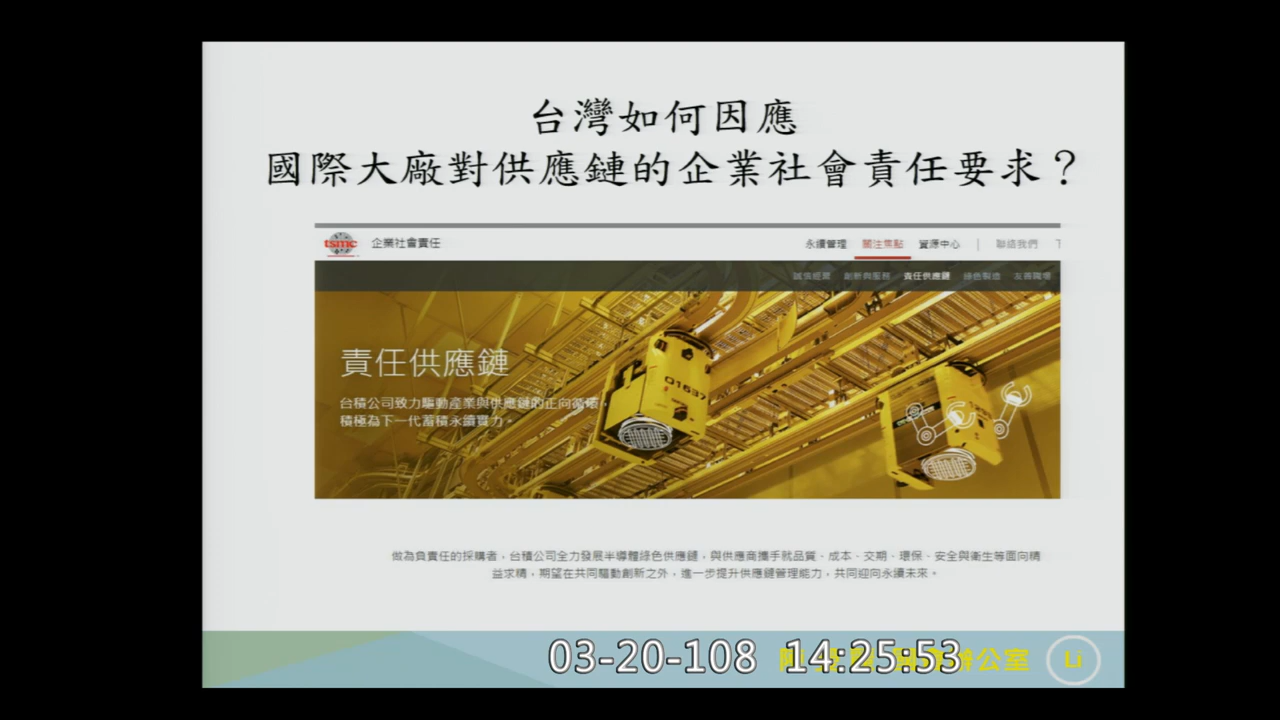 台灣如何因應
國際大廠對供應鏈的企業社會責任要求？
tsmc 企業社會責任 永續管理 關注焦點 資源中心 | 聯絡我們
誠信經營 創新與服務 責任供應鏈 綠色製造 友善職場
責任供應鏈
台積公司致力驅動產業與供應鏈的正向循環，
積極為下一代蓄積永續實力。
01637
做為負責任的採購者，台積公司全力發展半導體綠色供應鏈，與供應商攜手就品質、成本、交期、環保、安全與衛生等面向精
益求精，期望在共同驅動創新之外，進一步提升供應鏈管理能力，共同迎向永續未來。
03-20-108 14:25:53
辦公室 Li